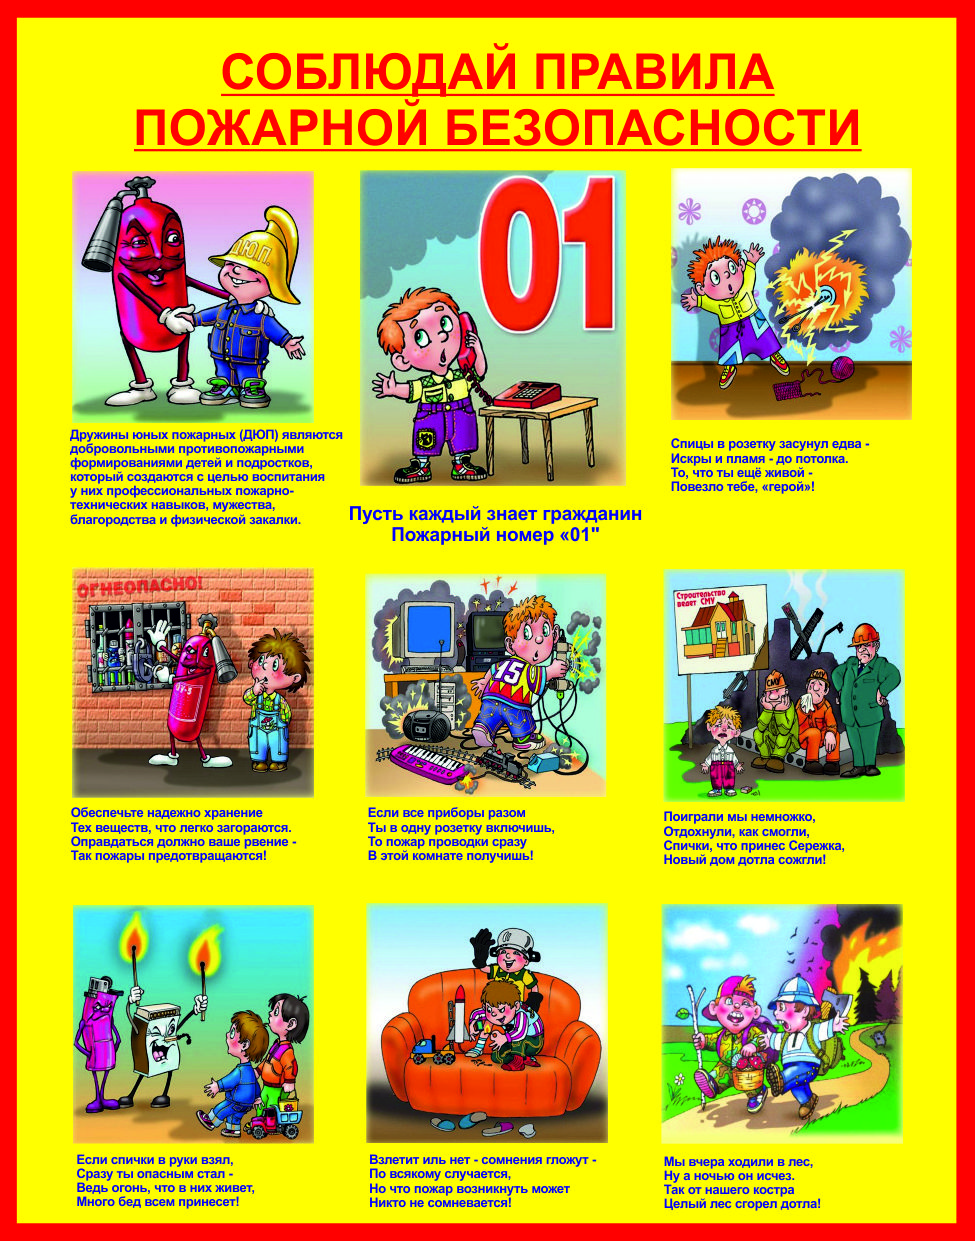 СОБЛЮДАЙ ПРАВИЛА
ПОЖАРНОЙ БЕЗОПАСНОСТИ
Д.Ю.П.
Дружины юных пожарных (ДЮП) являются
добровольными противопожарными
формированиями детей и подростков,
который создаются с целью воспитания
у них профессиональных пожарно-
технических навыков, мужества,
благородства и физической закалки.
01
Пусть каждый знает гражданин
Пожарный номер «01"
Спицы в розетку засунул едва -
Искры и пламя - до потолка.
То, что ты ещё живой -
Повезло тебе, «герой»!
ОГНЕОПАСНО!
ОУ-5
Обеспечьте надежно хранение
Тех веществ, что легко загораются.
Оправдаться должно ваше рвение -
Так пожары предотвращаются!
15
Если все приборы разом
Ты в одну розетку включишь,
То пожар проводки сразу
В этой комнате получишь!
Строительство
ведет СМУ
СМУ
СМУ
Поиграли мы немножко,
Отдохнули, как смогли,
Спички, что принес Сережка,
Новый дом дотла сожгли!
Если спички в руки взял,
Сразу ты опасным стал -
Ведь огонь, что в них живет,
Много бед всем принесет!
Взлетит иль нет - сомнения гложут -
По всякому случается,
Но что пожар возникнуть может
Никто не сомневается!
Мы вчера ходили в лес,
Ну а ночью он исчез.
Так от нашего костра
Целый лес сгорел дотла!